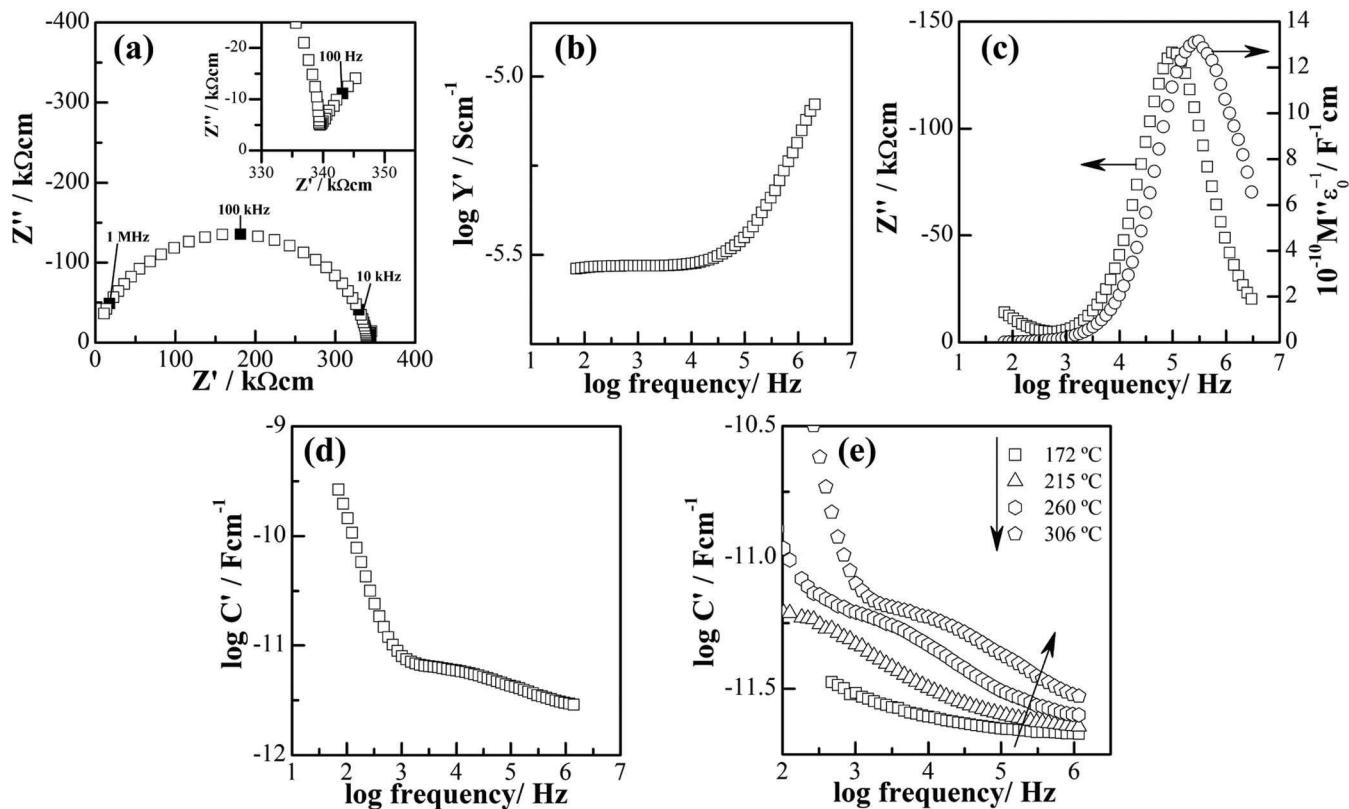 (a)
-400
-300
-200
-100
0
Z'' / kΩcm
0 100 200 300 400
Z' / kΩcm
1 MHz
100 kHz
10 kHz
-20
-10
0
Z'' / kΩcm
330 340 350
Z' / kΩcm
100 Hz
(b)
-5.0
-5.5
log Y' / Scm⁻¹
1 2 3 4 5 6 7
log frequency/ Hz
(c)
-150
-100
-50
0
Z'' / kΩcm
14
12
10
8
6
4
2
0
10⁻¹⁰M''ε₀⁻¹/ F⁻¹cm
1 2 3 4 5 6 7
log frequency/ Hz
(d)
-9
-10
-11
-12
log C' / Fcm⁻¹
1 2 3 4 5 6 7
log frequency/ Hz
(e)
-10.5
-11.0
-11.5
log C' / Fcm⁻¹
172 ºC
215 ºC
260 ºC
306 ºC
2 3 4 5 6
log frequency/ Hz